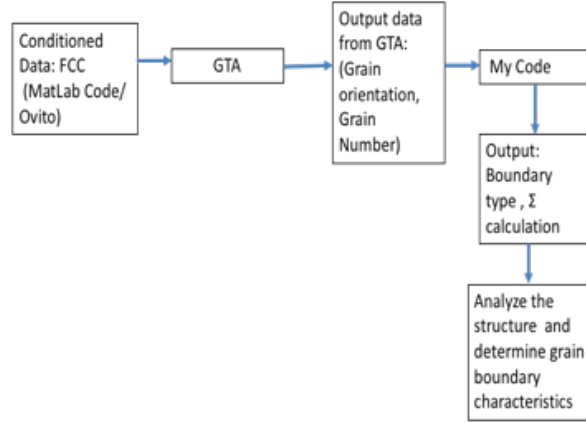 Conditioned
Data: FCC
(MatLab Code/
Ovito)
GTA
Output data
from GTA:
(Grain
orientation,
Grain
Number)
My Code
Output:
Boundary
type , Σ
calculation
Analyze the
structure and
determine grain
boundary
characteristics